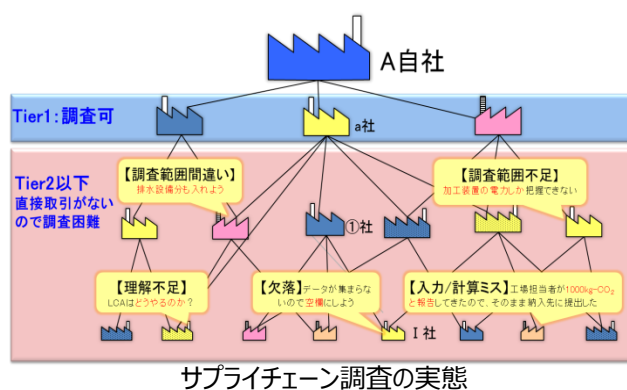 A自社
Tier1：調査可
a社
Tier2以下
直接取引がない
ので調査困難
【調査範囲間違い】
排水設備分も入れよう
【調査範囲不足】
加工装置の電力しか把握できない
①社
【理解不足】
LCAはどうやるのか？
【欠落】データが集まらな
いので空欄にしよう
【入力/計算ミス】工場担当者が1000kg-CO₂
と報告してきたので、そのまま納入先に提出した
Ⅰ社
サプライチェーン調査の実態